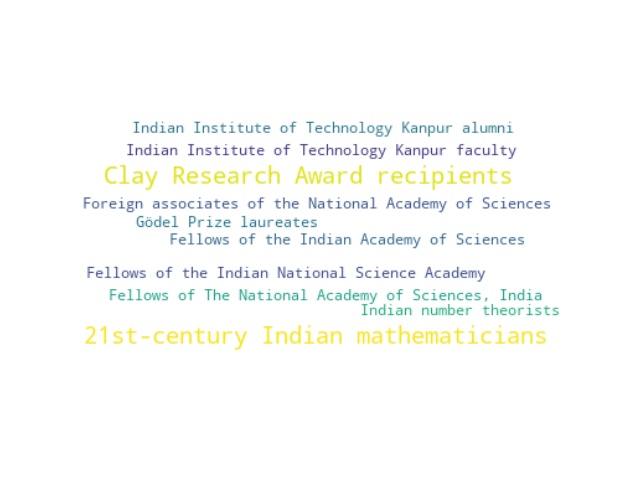 Indian Institute of Technology Kanpur alumni
Indian Institute of Technology Kanpur faculty
Clay Research Award recipients
Foreign associates of the National Academy of Sciences
Gödel Prize laureates
Fellows of the Indian Academy of Sciences
Fellows of the Indian National Science Academy
Fellows of The National Academy of Sciences, India
Indian number theorists
21st-century Indian mathematicians